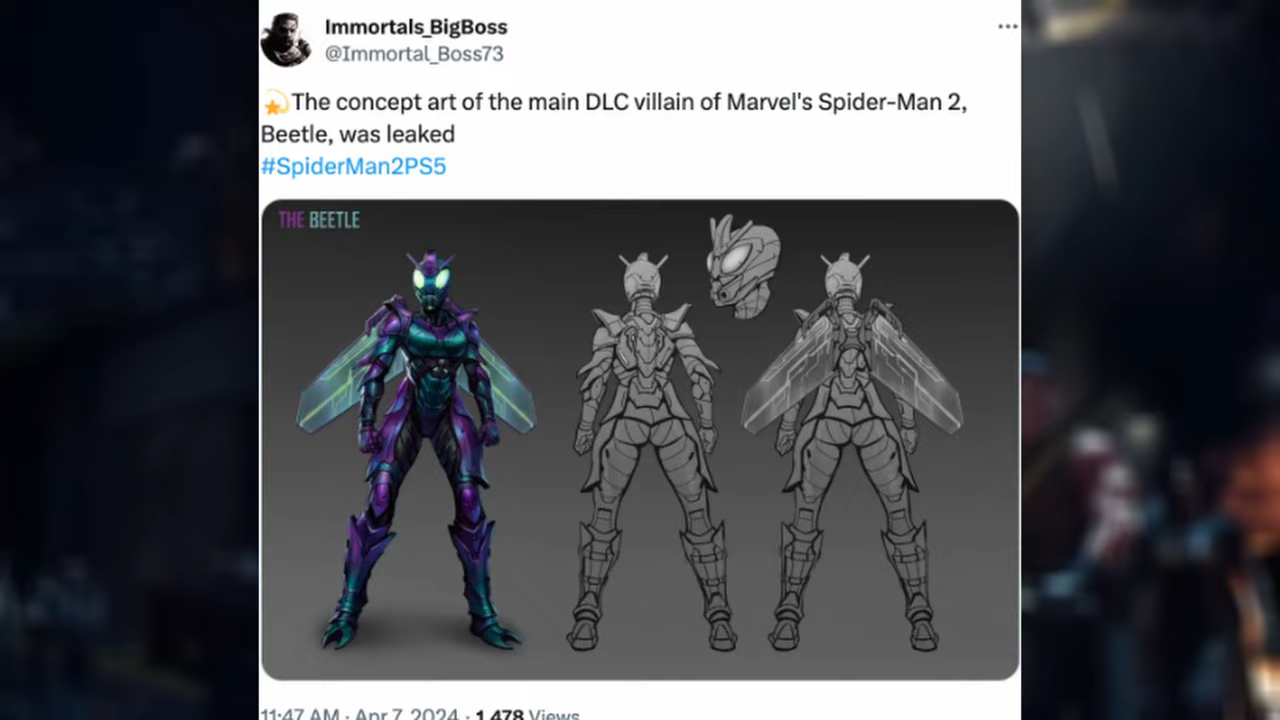 Immortals_BigBoss
@Immortal_Boss73
💫The concept art of the main DLC villain of Marvel's Spider-Man 2,
Beetle, was leaked
#SpiderMan2PS5
THE BEETLE
11:47 AM · Apr 7, 2024 · 1,478 Views